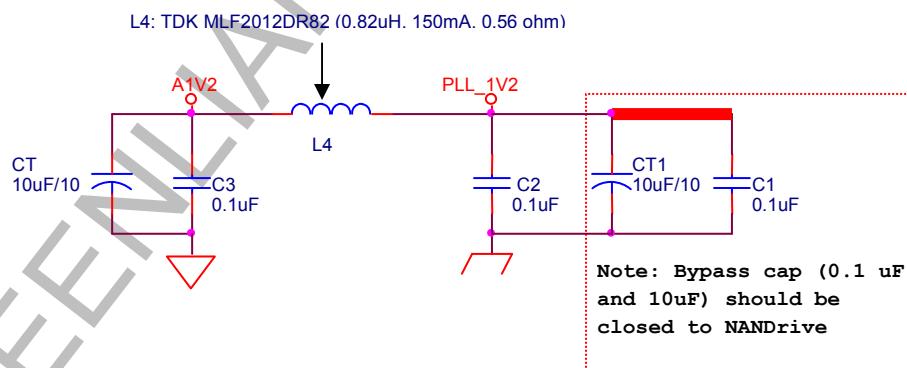 L4: TDK MLF2012DR82 (0.82uH, 150mA, 0.56 ohm)
A1V2
PLL_1V2
L4
CT
10uF/10
C3
0.1uF
C2
0.1uF
CT1
10uF/10
C1
0.1uF
Note: Bypass cap (0.1 uF
and 10uF) should be
closed to NANDrive
EENLIA